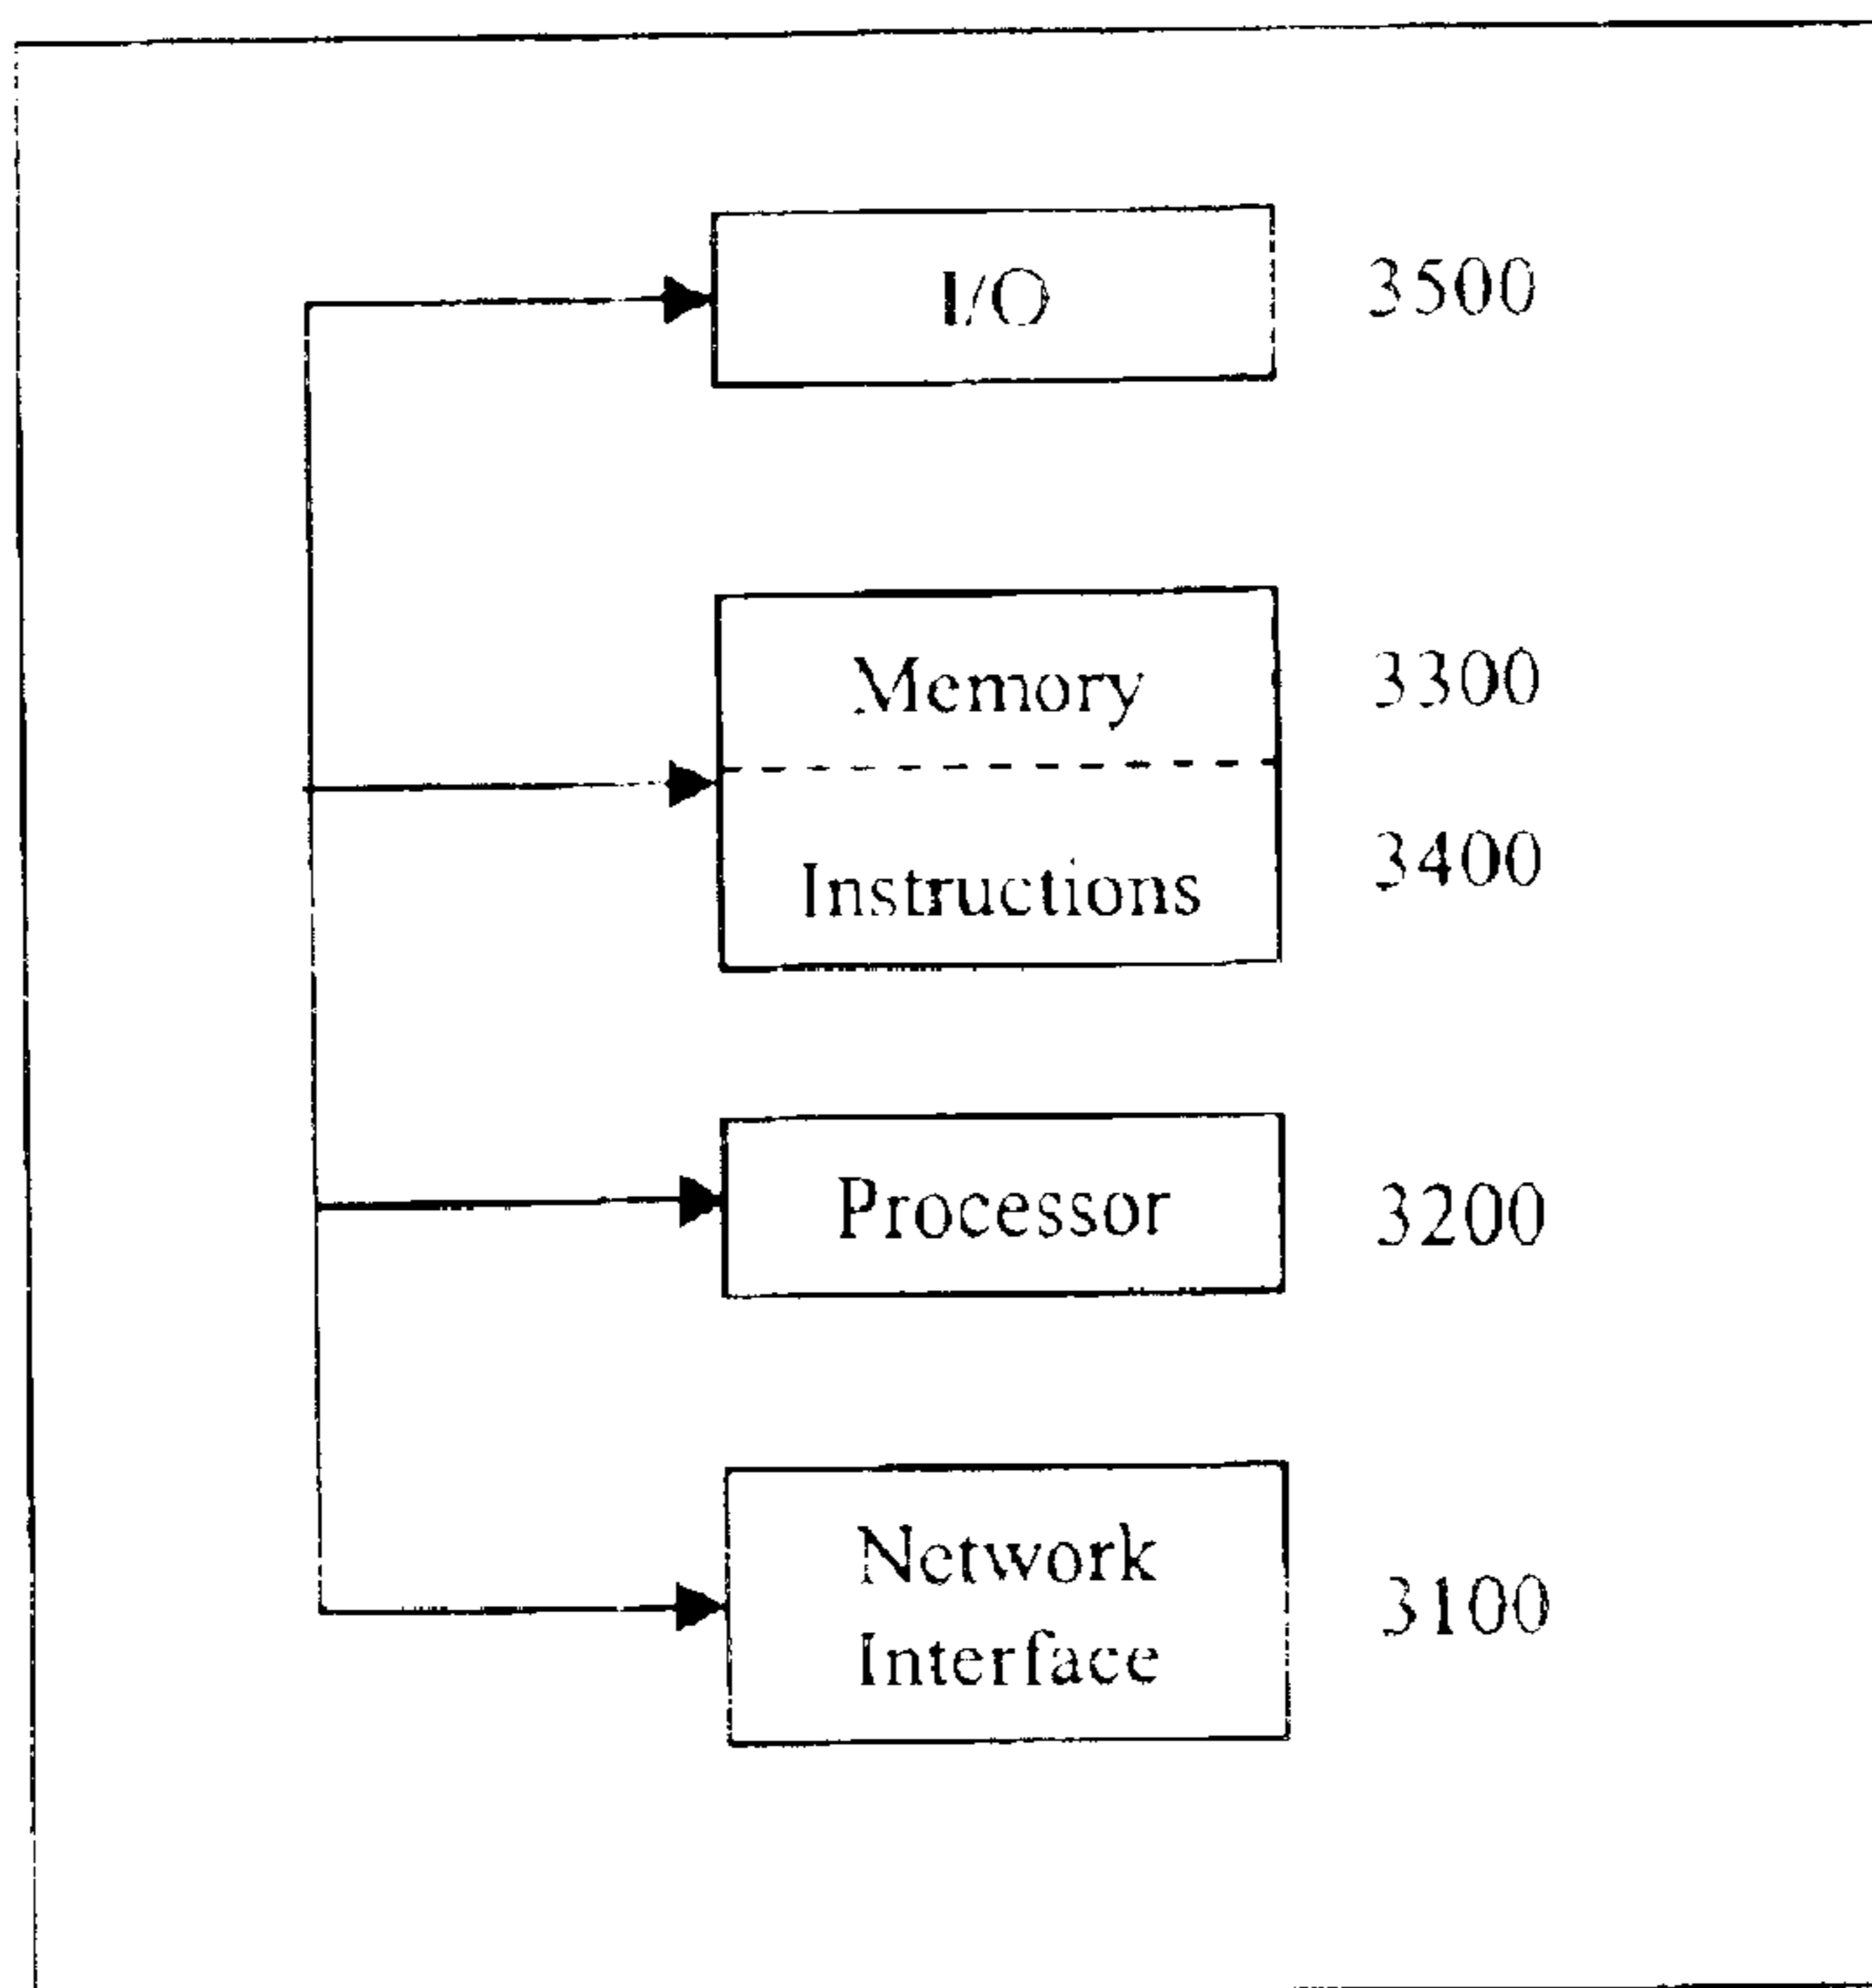 I/O 3500
Memory 3300
Instructions 3400
Processor 3200
Network
Interface 3100